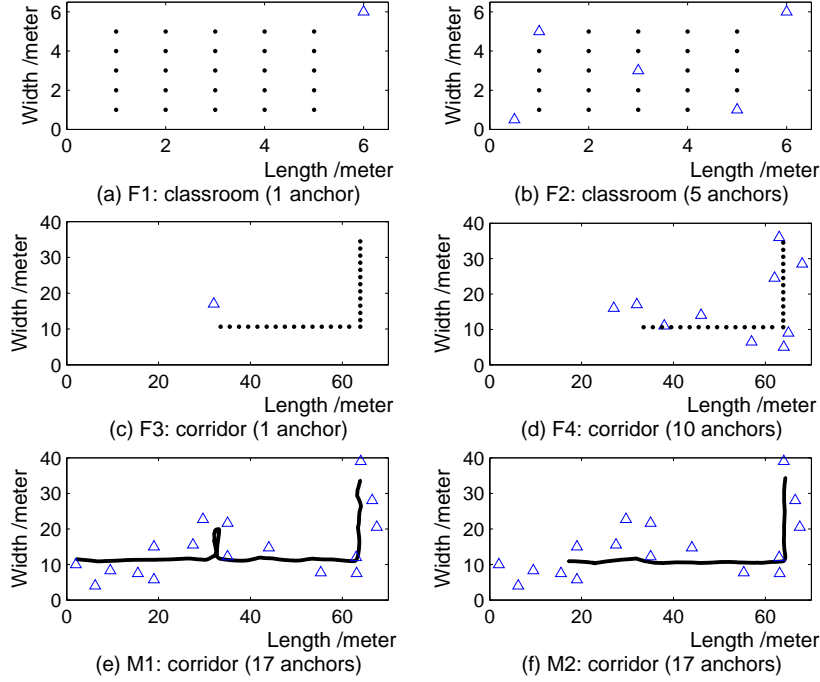 6
4
2
0
0
2
4
6
Width /meter
Length /meter
(a) F1: classroom (1 anchor)
6
4
2
0
0
2
4
6
Width /meter
Length /meter
(b) F2: classroom (5 anchors)
40
30
20
10
0
0
20
40
60
Width /meter
Length /meter
(c) F3: corridor (1 anchor)
40
30
20
10
0
0
20
40
60
Width /meter
Length /meter
(d) F4: corridor (10 anchors)
40
30
20
10
0
0
20
40
60
Width /meter
Length /meter
(e) M1: corridor (17 anchors)
40
30
20
10
0
0
20
40
60
Width /meter
Length /meter
(f) M2: corridor (17 anchors)